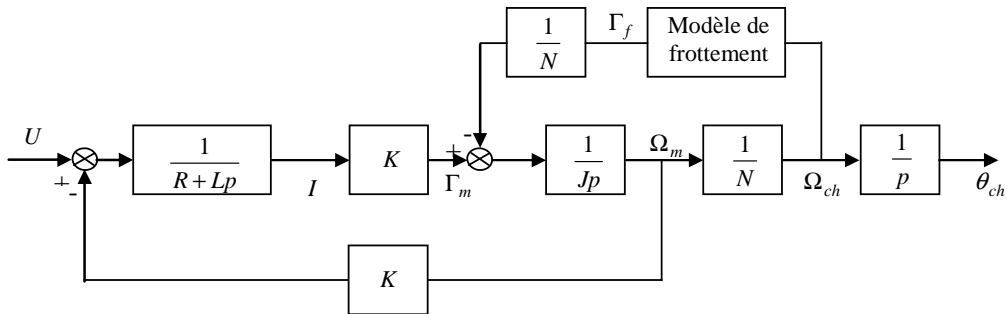 1
N
Γ_f
Modèle de
frottement
U
+
-
1
R + Lp
I
K
+
-
Γ_m
1
Jp
Ω_m
1
N
Ω_ch
1
p
θ_ch
K